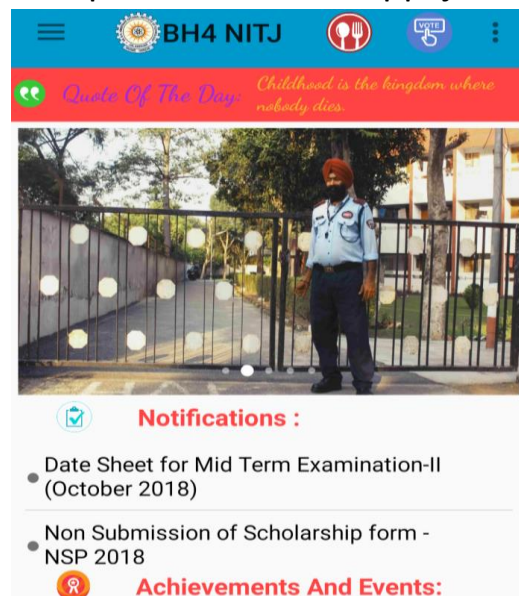 BH4 NITJ
VOTE
Quote Of The Day:
Childhood is the kingdom where
nobody dies.
Notifications :
Date Sheet for Mid Term Examination-II
(October 2018)
Non Submission of Scholarship form -
NSP 2018
Achievements And Events: